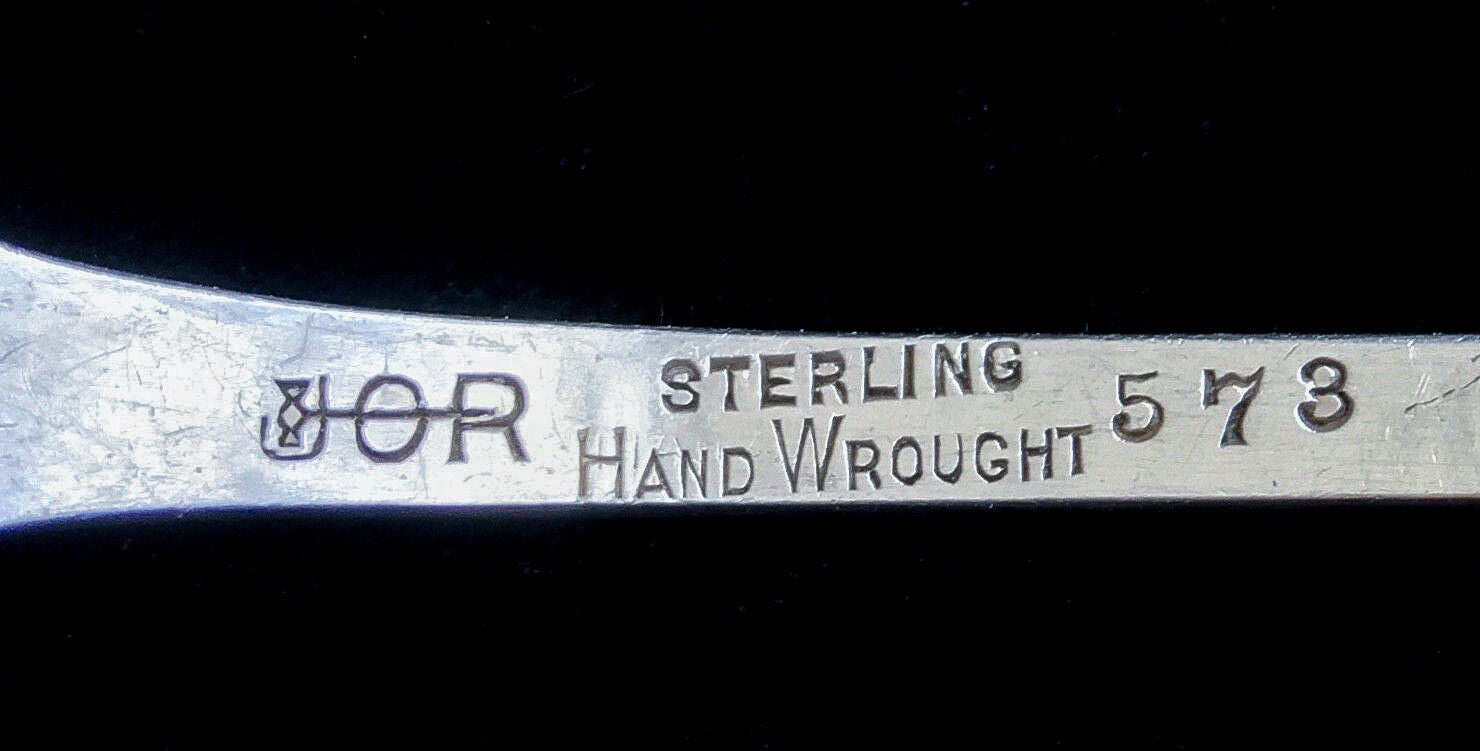 JOR
STERLING
HAND WROUGHT
573